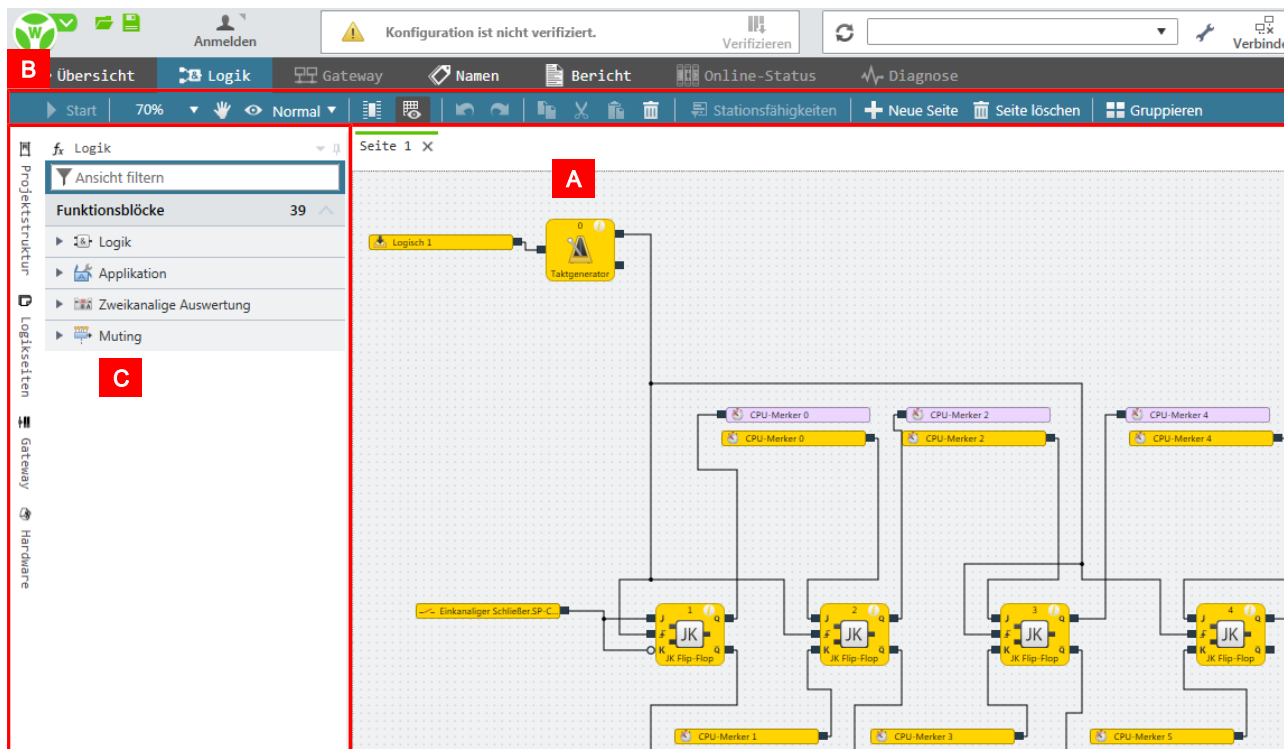 W
Anmelden
Konfiguration ist nicht verifiziert.
Verifizieren
B
Übersicht
Logik
Gateway
Namen
Bericht
Online-Status
Diagnose
Start
70%
Normal
Stationsfähigkeiten
Neue Seite
Seite löschen
Gruppieren
Projektstruktur
Logikseiten
Gateway
Hardware
fx Logik
Ansicht filtern
Funktionsblöcke 39
Logik
Applikation
Zweikanalige Auswertung
Muting
C
Seite 1
A
Logisch 1
0
Taktgenerator
CPU-Merker 0
CPU-Merker 2
CPU-Merker 4
CPU-Merker 0
CPU-Merker 2
CPU-Merker 4
Einkanaliger Schließer.SP-C...
1
J Q
JK
K Q
JK Flip-Flop
2
J Q
JK
K Q
JK Flip-Flop
3
J Q
JK
K Q
JK Flip-Flop
4
J Q
JK
K Q
JK Flip-Flop
CPU-Merker 1
CPU-Merker 3
CPU-Merker 5